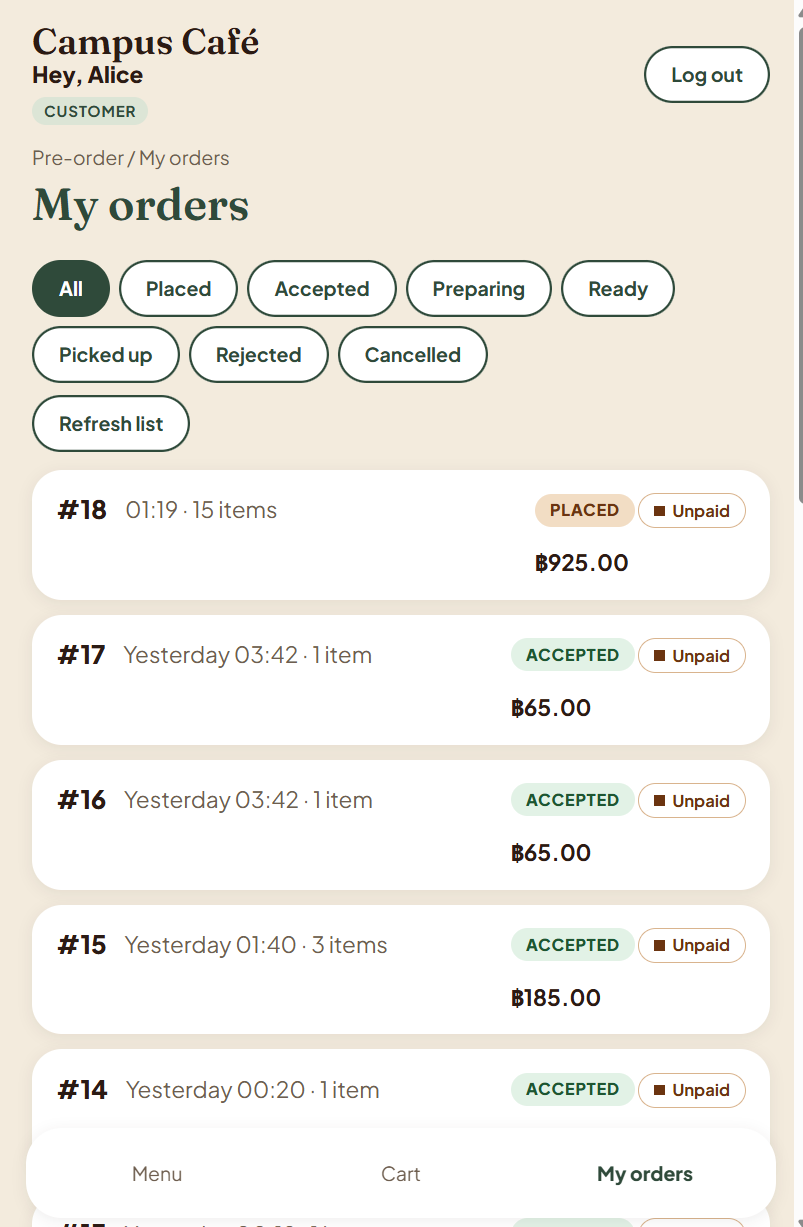 Campus Café
Hey, Alice
CUSTOMER
Log out
Pre-order / My orders
My orders
All
Placed
Accepted
Preparing
Ready
Picked up
Rejected
Cancelled
Refresh list
#18 01:19 · 15 items PLACED Unpaid
฿925.00
#17 Yesterday 03:42 · 1 item ACCEPTED Unpaid
฿65.00
#16 Yesterday 03:42 · 1 item ACCEPTED Unpaid
฿65.00
#15 Yesterday 01:40 · 3 items ACCEPTED Unpaid
฿185.00
#14 Yesterday 00:20 · 1 item ACCEPTED Unpaid
Menu Cart My orders